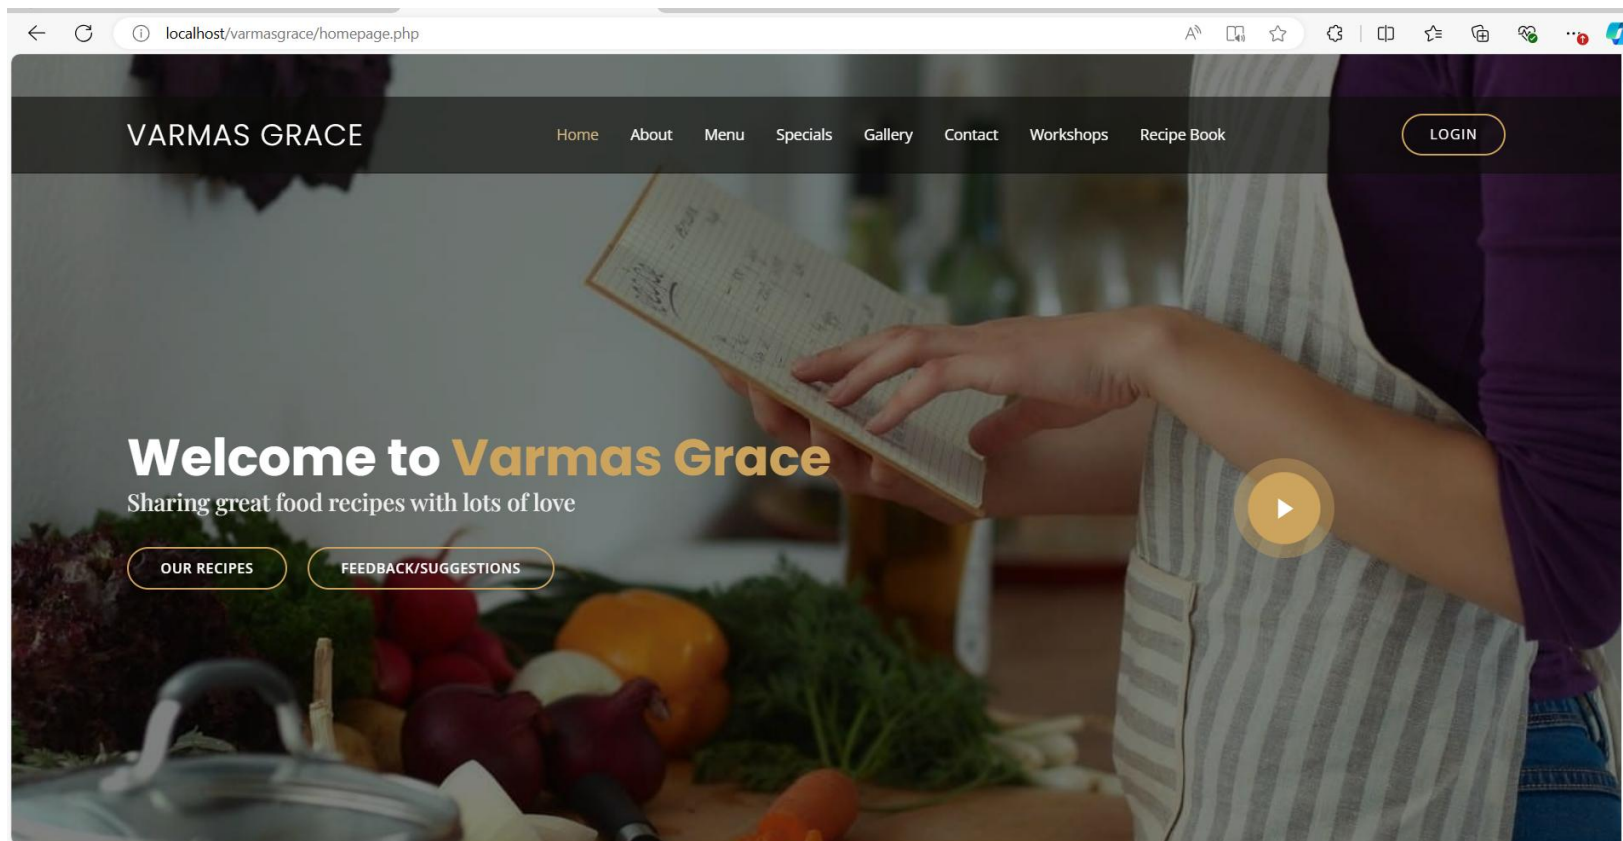 localhost/varmasgrace/homepage.php
VARMAS GRACE
Home About Menu Specials Gallery Contact Workshops Recipe Book
LOGIN
Welcome to Varmas Grace
Sharing great food recipes with lots of love
OUR RECIPES FEEDBACK/SUGGESTIONS